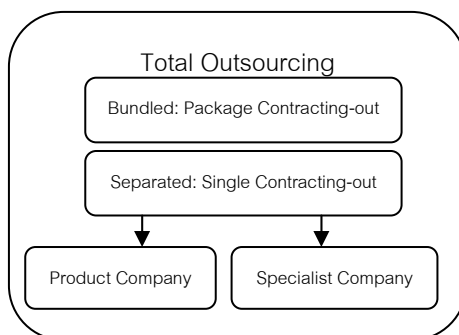 Total Outsourcing
Bundled: Package Contracting-out
Separated: Single Contracting-out
Product Company
Specialist Company